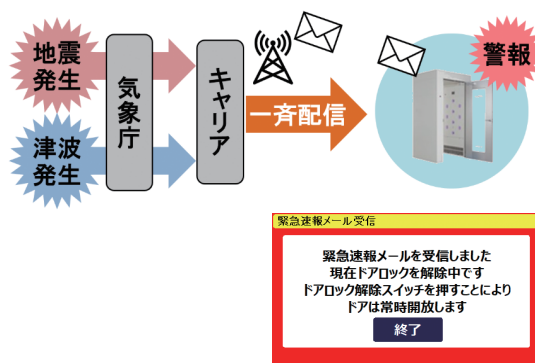 地震
発生
津波
発生
気象庁
キャリア
一斉配信
警報
緊急速報メール受信
緊急速報メールを受信しました
現在ドアロックを解除中です
ドアロック解除スイッチを押すことにより
ドアは常時開放します
終了